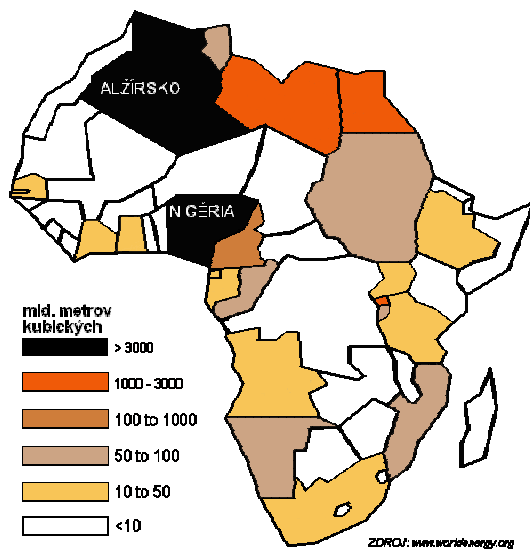 ALŽÍRSKO
NIGÉRIA
mld. metrov
kubických
> 3000
1000 - 3000
100 to 1000
50 to 100
10 to 50
<10
ZDROJ: www.worldenergy.org